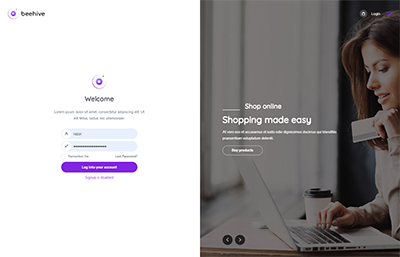 beehive
Login
Welcome
Lorem ipsum dolor sit amet, consectetur adipiscing elit. Ut
elit tellus, luctus nec ullamcorper
Remember me
Lost Password?
Log into your account
Signup is disabled
Shop online
Shopping made easy
At vero eos et accusamus et iusto odio dignissimos ducimus qui blanditiis
praesentium voluptatum deleniti.
Buy products